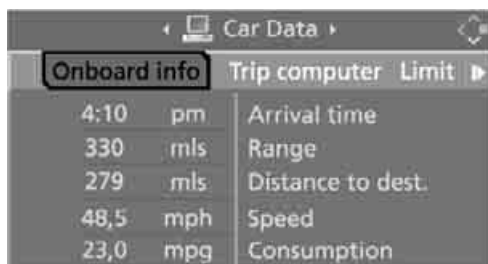 Car Data
Onboard info Trip computer Limit
4:10 pm Arrival time
330 mls Range
279 mls Distance to dest.
48,5 mph Speed
23,0 mpg Consumption